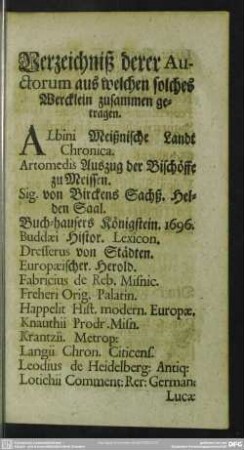 Verzeichniß derer Au-
ctorum aus welchen solches
Wercklein zusammen ge-
tragen.
ALbini Meißnische Landt
Chronica.
Artomedis Auszug der Bischöffe
zu Meissen.
Sig. von Birckens Sachß. Hel-
den Saal.
Buch-hausers Königstein. 1696.
Buddæi Histor. Lexicon.
Dresserus von Städten.
Europæischer. Herold.
Fabricius de Reb. Misnic.
Freheri Orig. Palatin.
Happelii Hist. modern. Europæ.
Knauthii Prodr. Misn.
Krantzii. Metrop:
Langii Chron. Citicens.
Leodius de Heidelberg: Antiq:
Lotichii Comment: Rer: German:
Lucæ